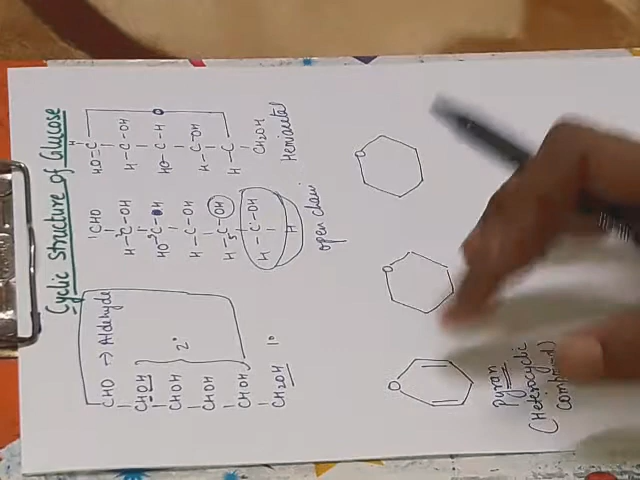 Cyclic structure of Glucose
CHO → Aldehyde
CHOH
CHOH
CHOH
CHOH
CH2OH
2°
1°
CHO
H-C-OH
HO-C-H
H-C-OH
H-C-OH
H-C-OH
H
open chain
H
HO=C
H-C-OH
HO-C-H
H-C-OH
H-C
CH2OH
O
Hemiacetal
O
Pyran
(Heterocyclic
compound)
O
O